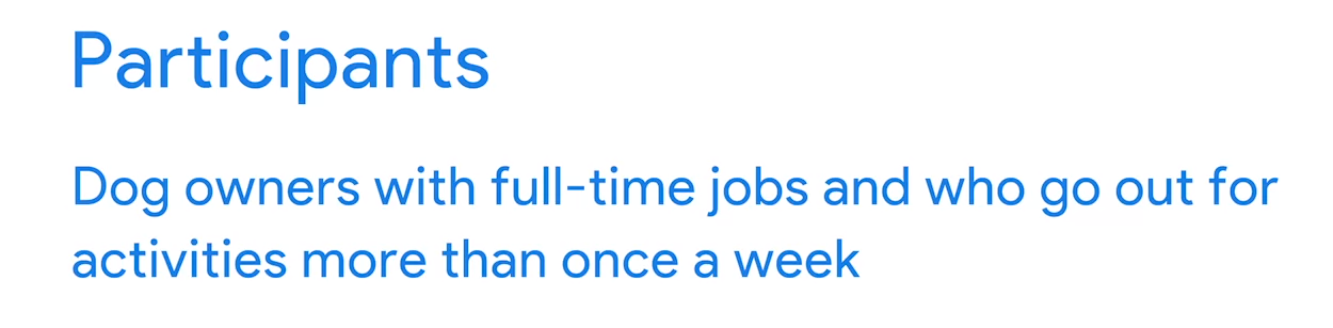 Participants
Dog owners with full-time jobs and who go out for
activities more than once a week